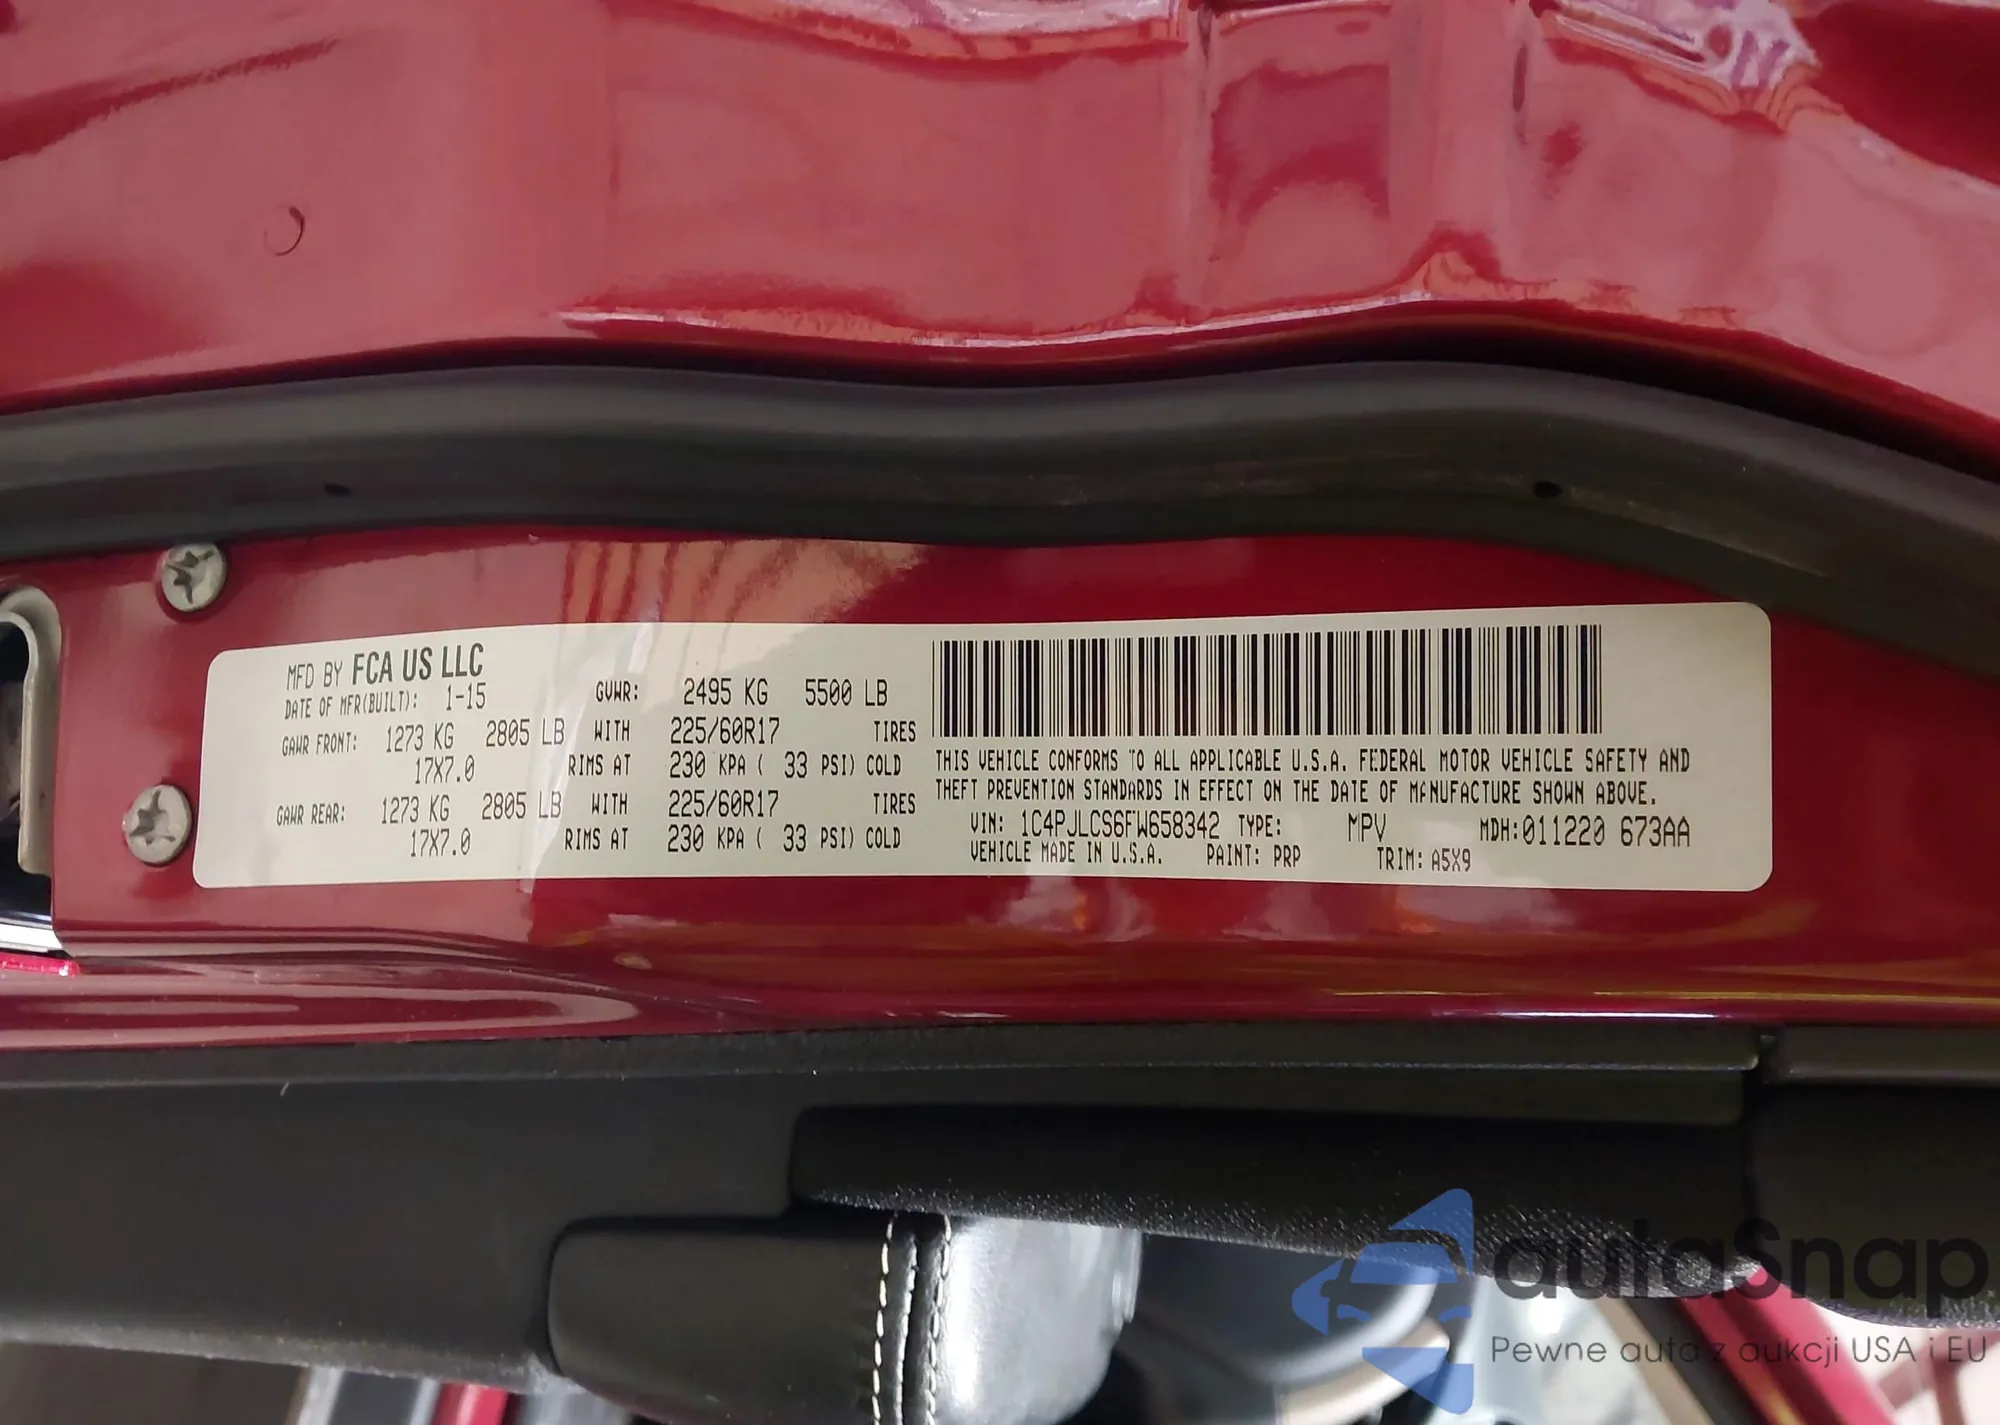 MFD BY FCA US LLC
DATE OF MFR(BUILT): 1-15 GVWR: 2495 KG 5500 LB
GAWR FRONT: 1273 KG 2805 LB WITH 225/60R17 TIRES
17X7.0 RIMS AT 230 KPA ( 33 PSI) COLD
GAWR REAR: 1273 KG 2805 LB WITH 225/60R17 TIRES
17X7.0 RIMS AT 230 KPA ( 33 PSI) COLD
THIS VEHICLE CONFORMS TO ALL APPLICABLE U.S.A. FEDERAL MOTOR VEHICLE SAFETY AND
THEFT PREVENTION STANDARDS IN EFFECT ON THE DATE OF MANUFACTURE SHOWN ABOVE.
VIN: 1C4PJLCS6FW658342 TYPE: MPV MDH:011220 673AA
VEHICLE MADE IN U.S.A. PAINT: PRP TRIM: A5X9
autaSnap
Pewne auta z aukcji USA i EU